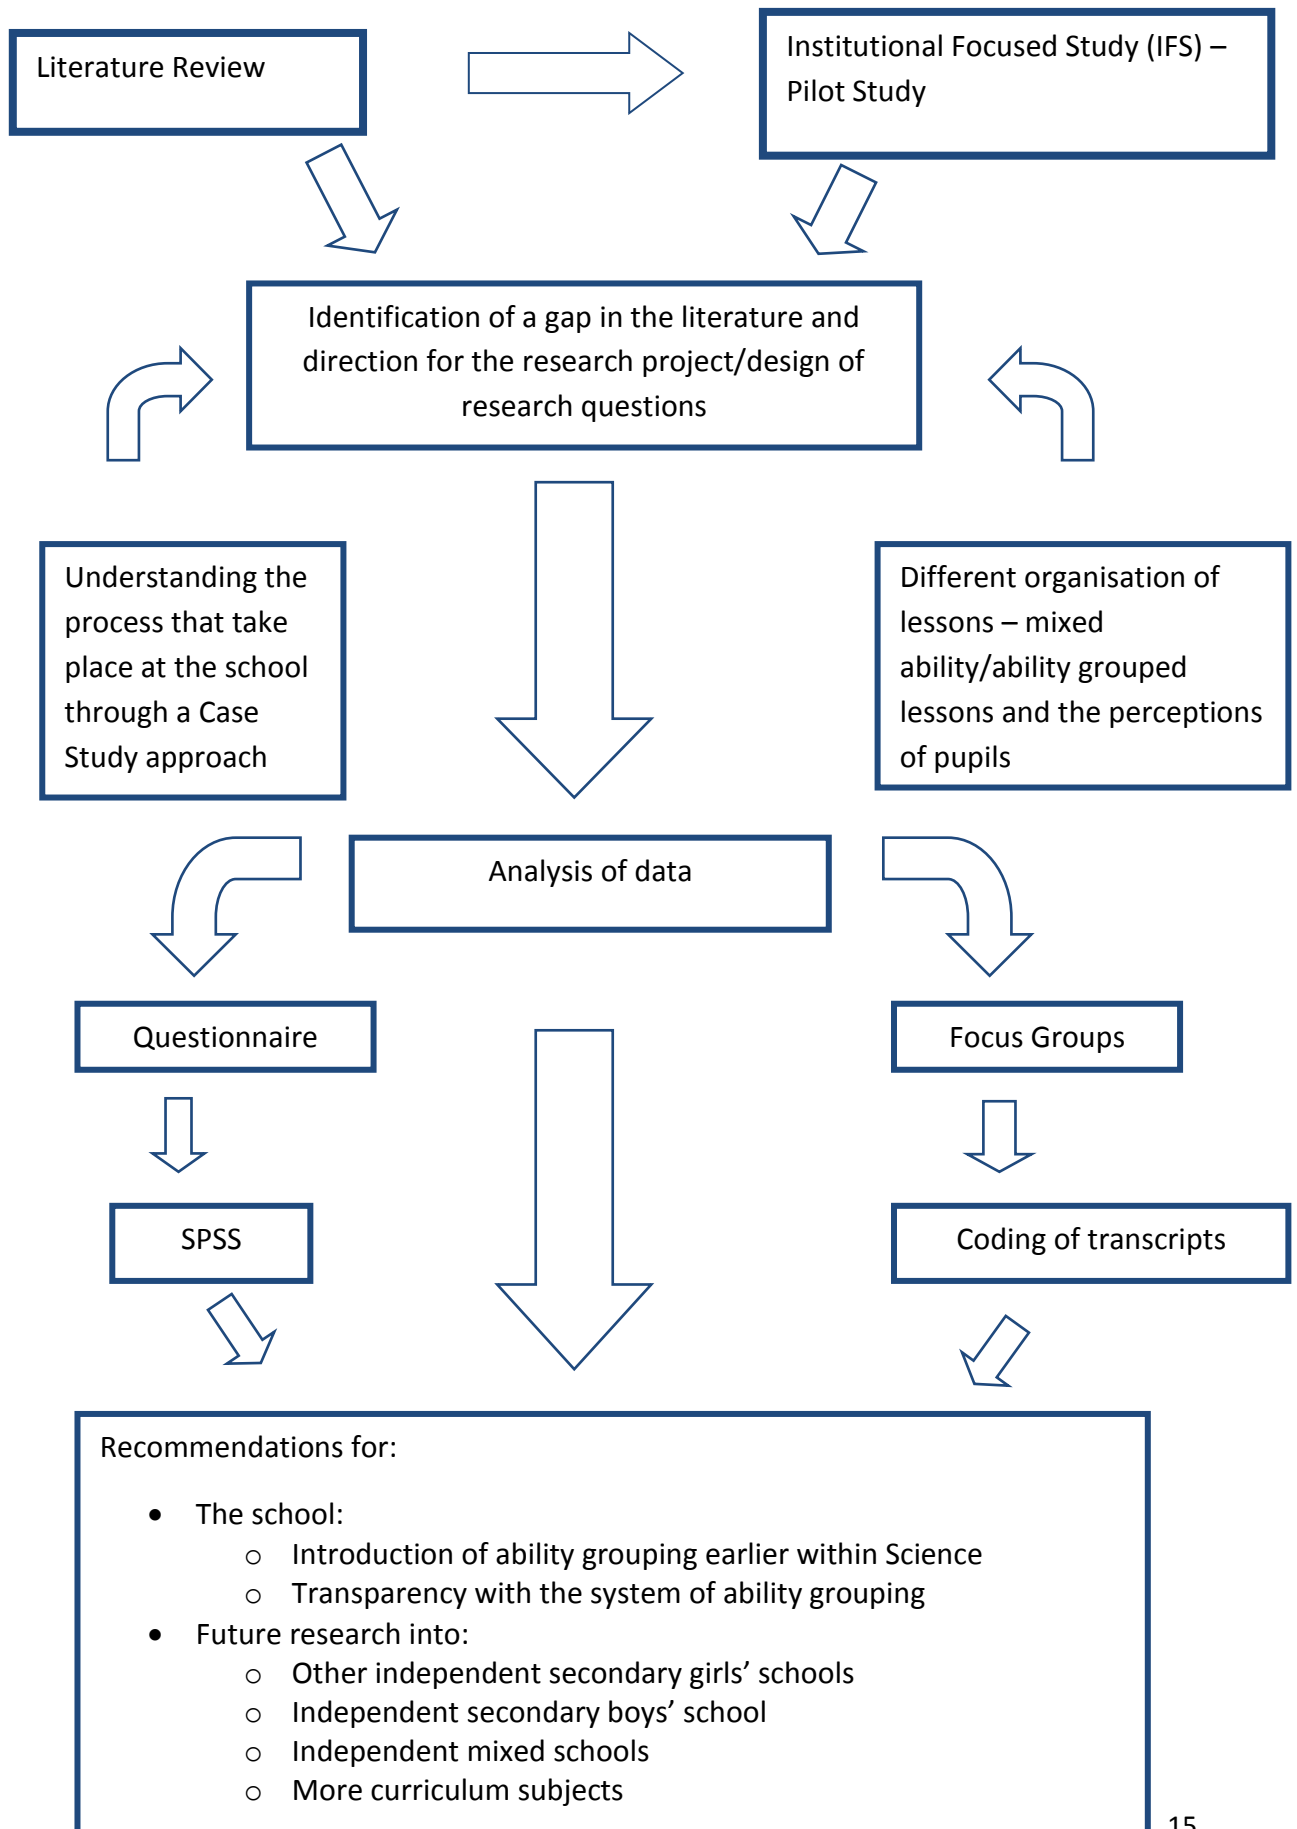 Literature Review
Institutional Focused Study (IFS) –
Pilot Study
Identification of a gap in the literature and
direction for the research project/design of
research questions
Understanding the
process that take
place at the school
through a Case
Study approach
Different organisation of
lessons – mixed
ability/ability grouped
lessons and the perceptions
of pupils
Analysis of data
Questionnaire
Focus Groups
SPSS
Coding of transcripts
Recommendations for:
• The school:
o Introduction of ability grouping earlier within Science
o Transparency with the system of ability grouping
• Future research into:
o Other independent secondary girls’ schools
o Independent secondary boys’ school
o Independent mixed schools
o More curriculum subjects
15